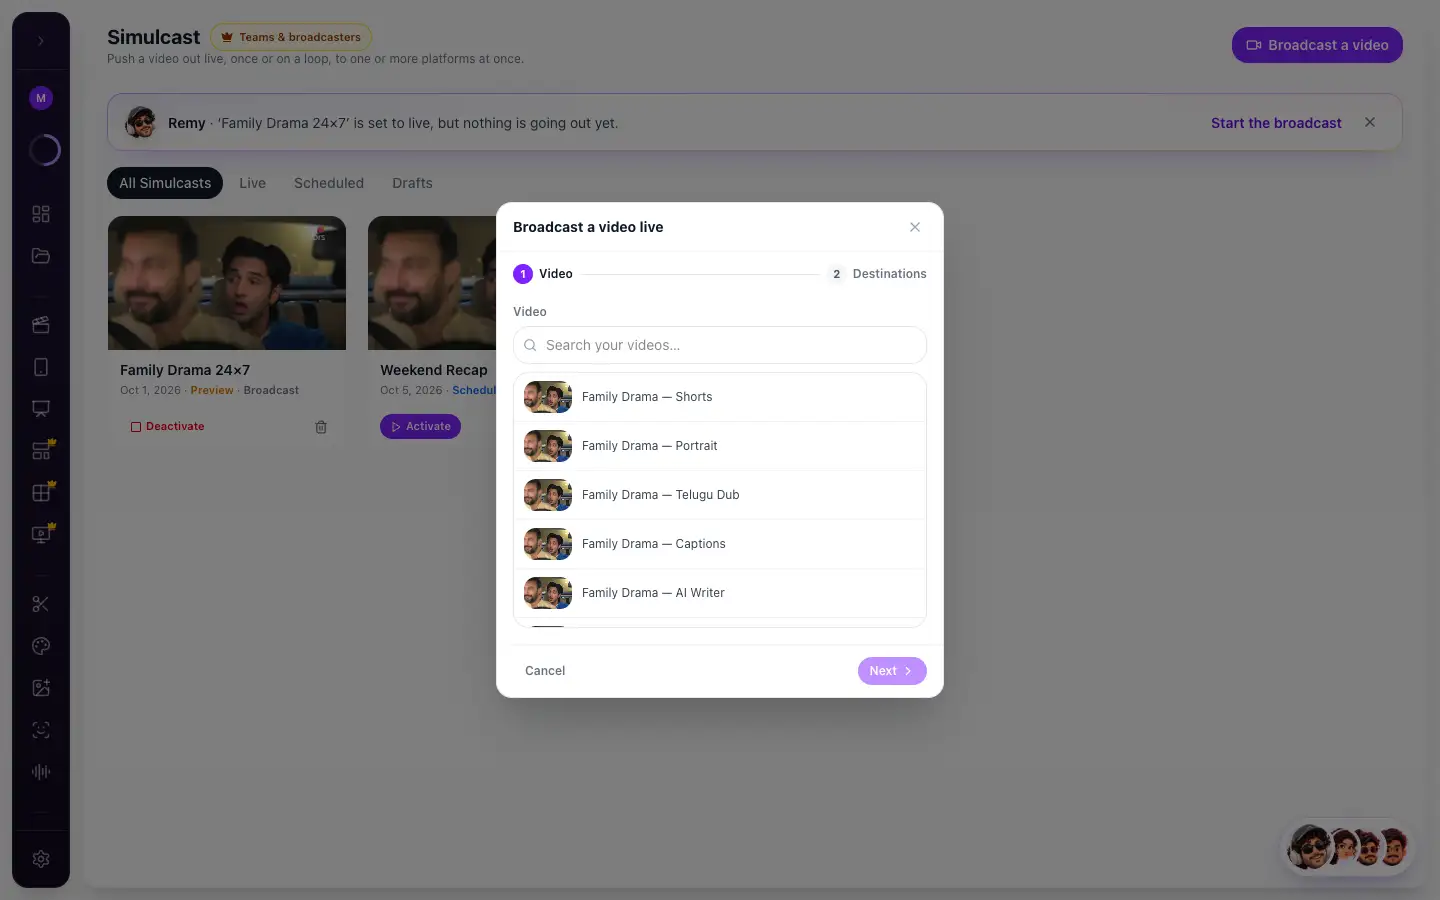 Simulcast
Teams & broadcasters
Push a video out live, once or on a loop, to one or more platforms at once.
Broadcast a video
M
Remy · ‘Family Drama 24×7’ is set to live, but nothing is going out yet.
Start the broadcast
All Simulcasts
Live
Scheduled
Drafts
Family Drama 24×7
Oct 1, 2026 · Preview · Broadcast
Deactivate
Weekend Recap
Oct 5, 2026 · Schedul
Activate
Broadcast a video live
1 Video
2 Destinations
Video
Search your videos...
Family Drama — Shorts
Family Drama — Portrait
Family Drama — Telugu Dub
Family Drama — Captions
Family Drama — AI Writer
Cancel
Next